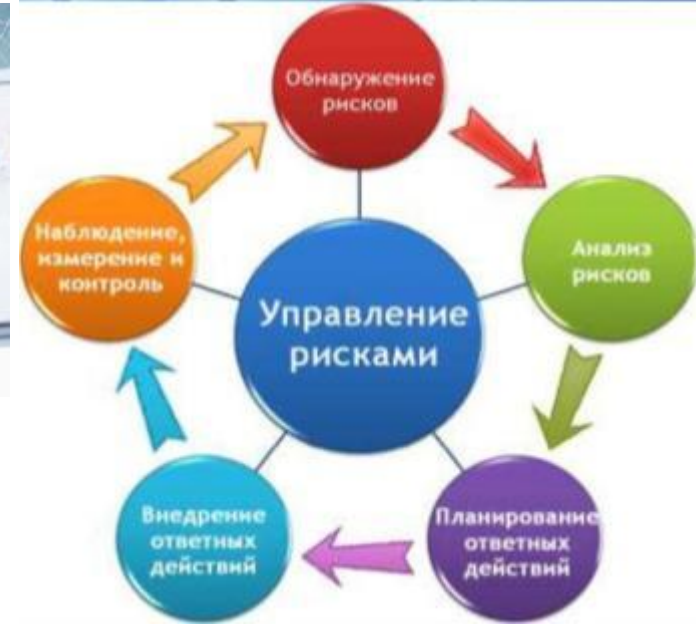 Обнаружение
рисков
Анализ
рисков
Планирование
ответных
действий
Внедрение
ответных
действий
Наблюдение,
измерение и
контроль
Управление
рисками